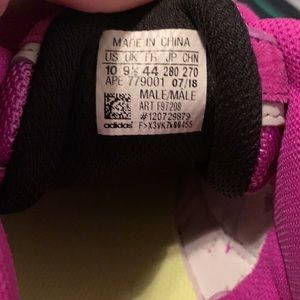 MADE IN CHINA
US UK FR JP CHN
10 9½ 44 280 270
APE 779001 07/18
MALE/MALE
ART F97208
#120729879
adidas